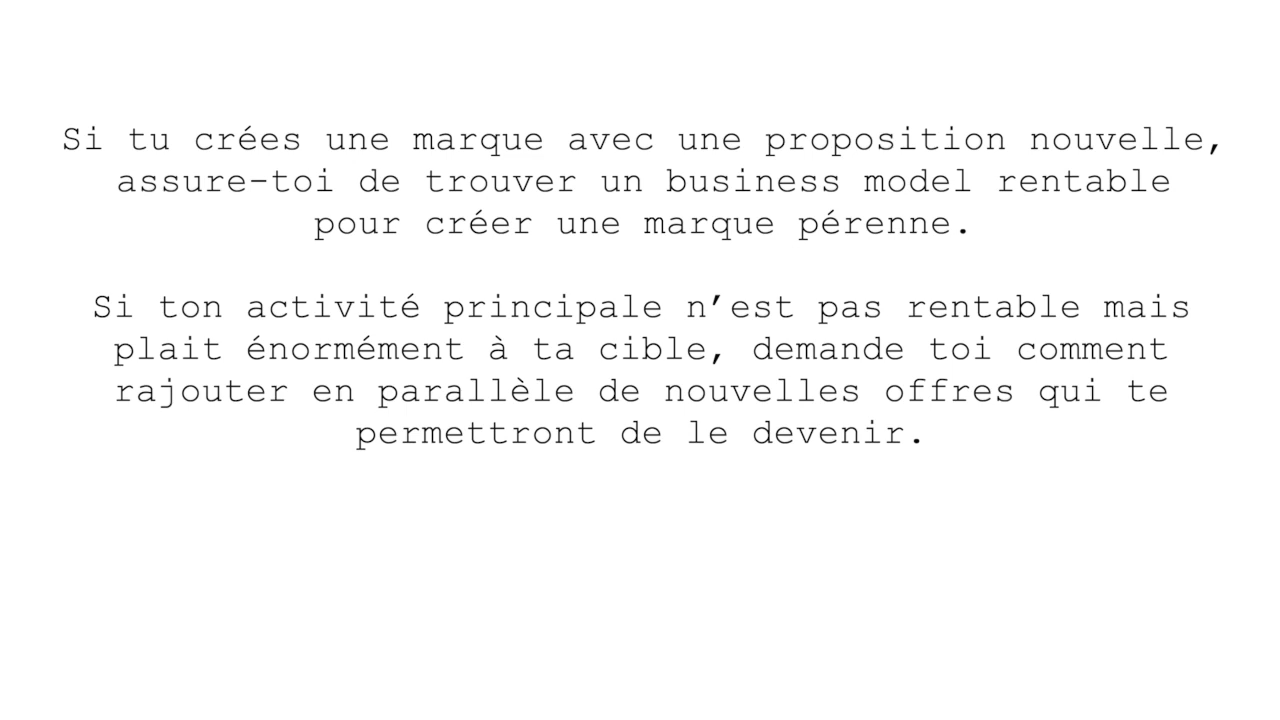 Si tu crées une marque avec une proposition nouvelle,
assure-toi de trouver un business model rentable
pour créer une marque pérenne.
Si ton activité principale n’est pas rentable mais
plait énormément à ta cible, demande toi comment
rajouter en parallèle de nouvelles offres qui te
permettront de le devenir.